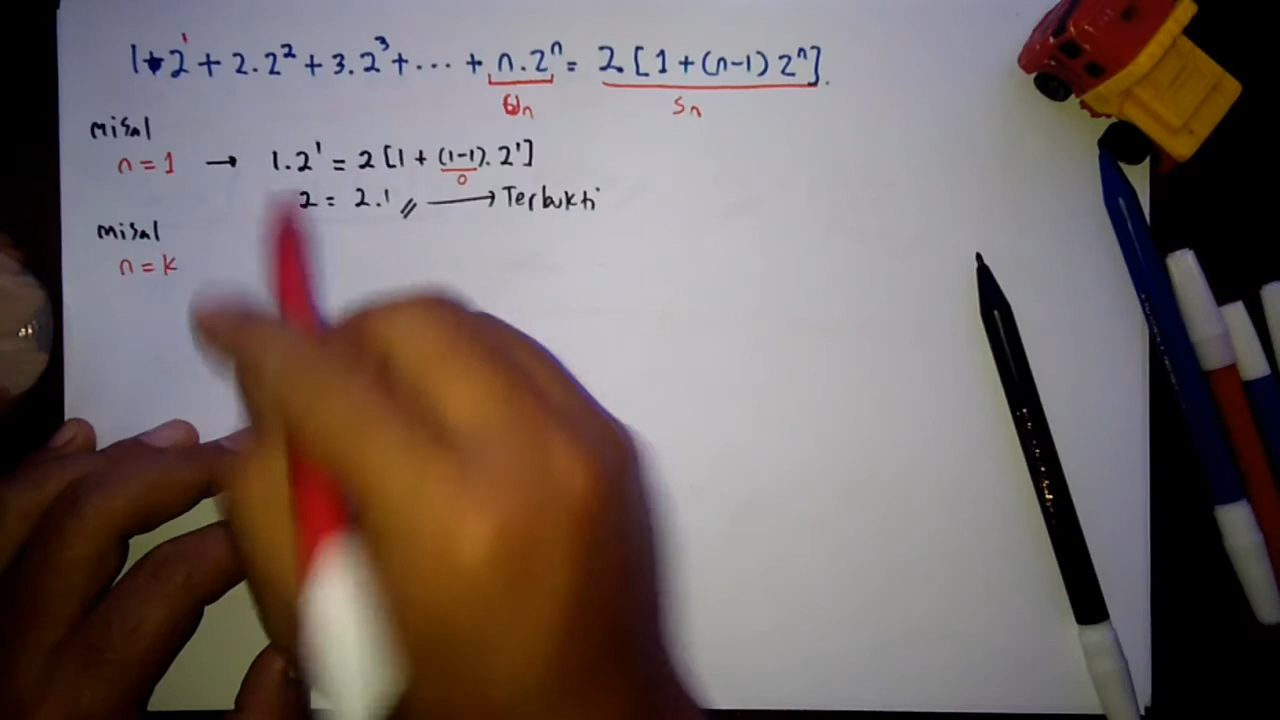 1·2¹ + 2.2² + 3.2³ + ... + n.2ⁿ = 2 [1 + (n-1) 2ⁿ].
Un Sn
misal
n = 1 → 1.2¹ = 2 [1 + (1-1). 2¹]
0
2 = 2.1 // → Terbukti
misal
n = k